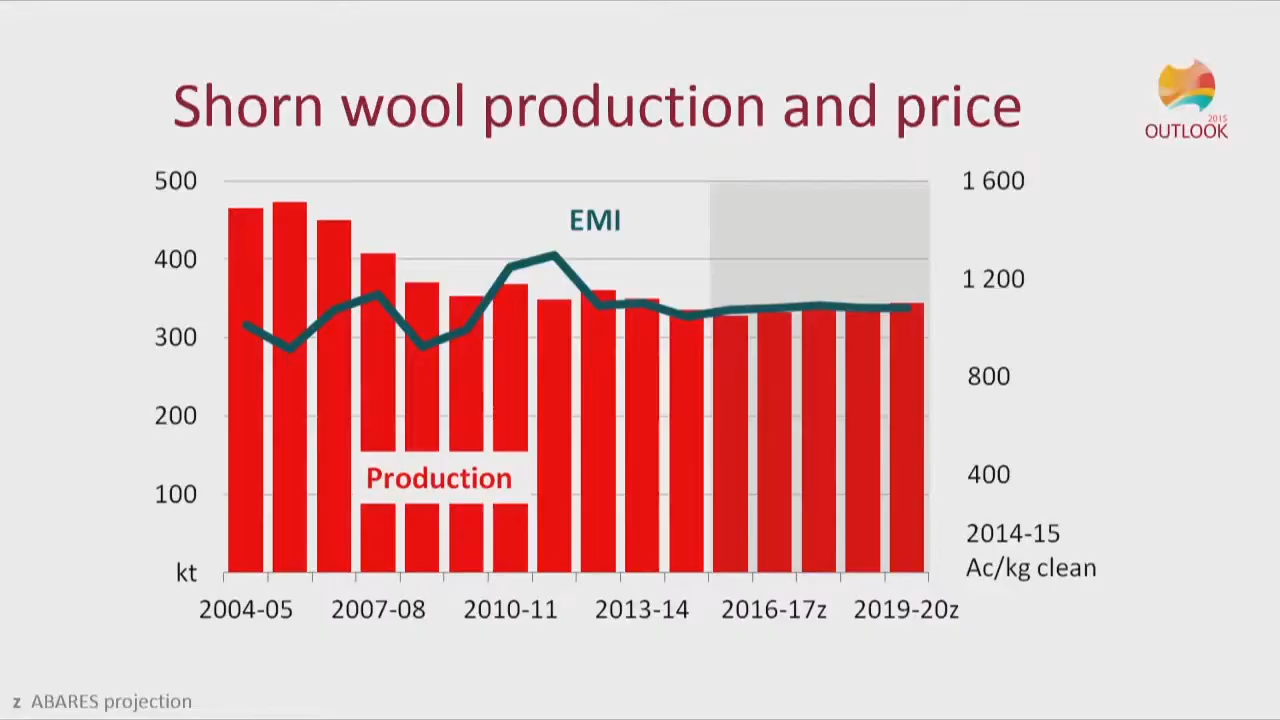 Shorn wool production and price
2015
OUTLOOK
500
400
300
200
100
kt
1 600
1 200
800
400
2014-15
Ac/kg clean
EMI
Production
2004-05
2007-08
2010-11
2013-14
2016-17z
2019-20z
z ABARES projection